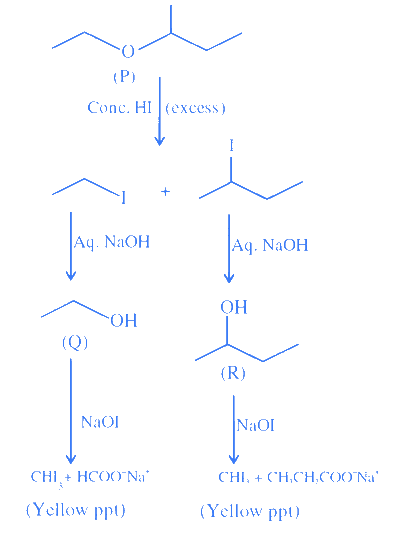 O
(P)
Conc. HI (excess)
I
I
+
Aq. NaOH
Aq. NaOH
OH
OH
(Q)
(R)
NaOI
NaOI
CHI₃ + HCOO⁻Na⁺
CHI₃ + CH₃CH₂COO⁻Na⁺
(Yellow ppt)
(Yellow ppt)